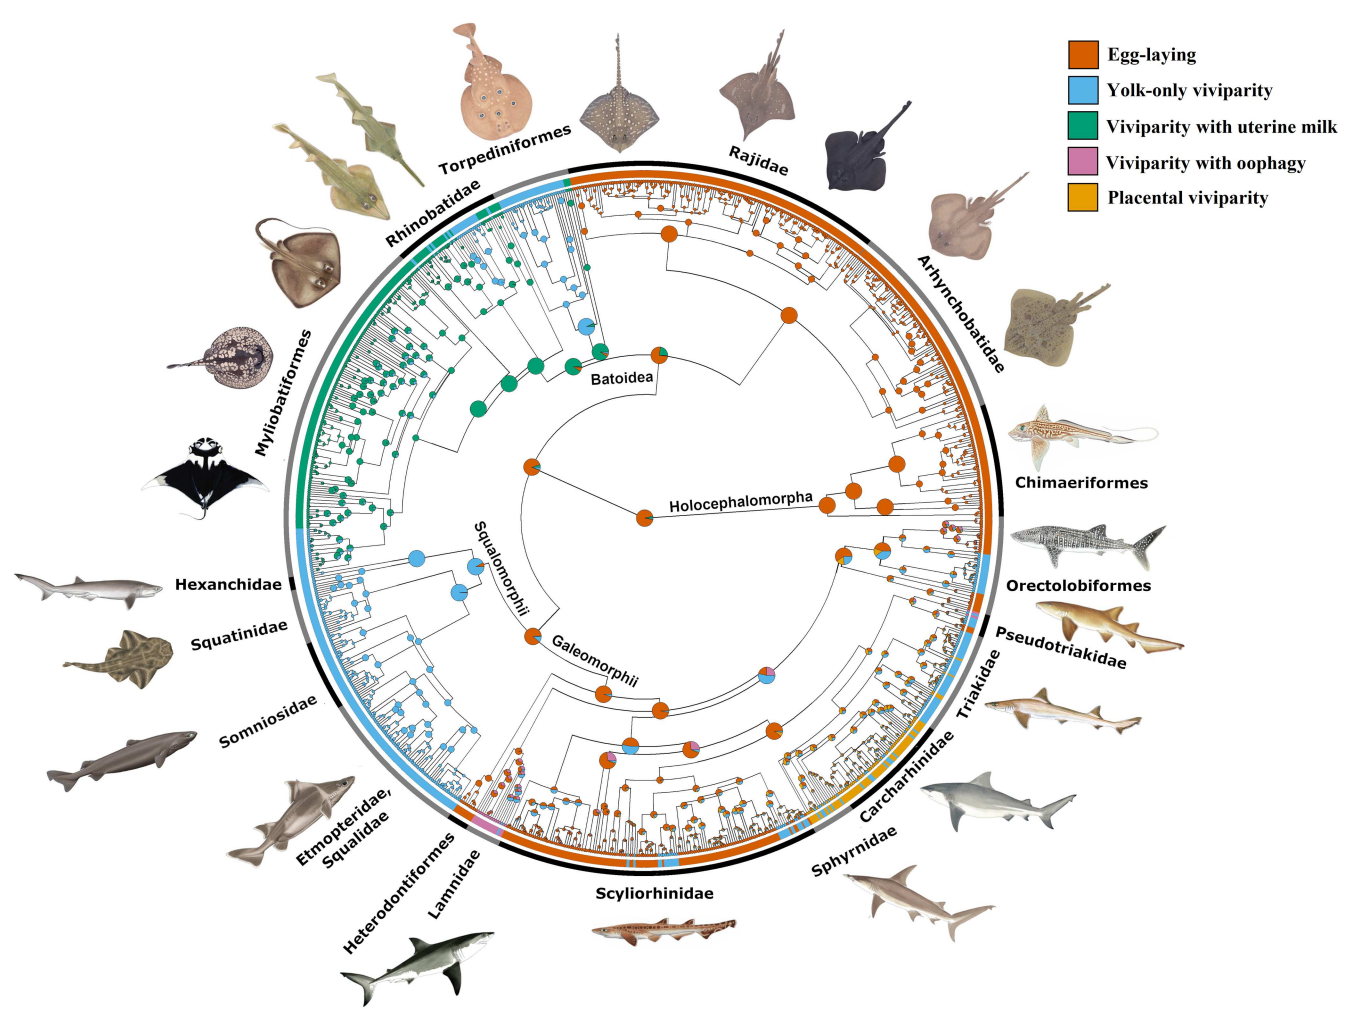 Egg-laying
Yolk-only viviparity
Viviparity with uterine milk
Viviparity with oophagy
Placental viviparity
Torpediniformes
Rajidae
Rhinobatidae
Arhynchobatidae
Myliobatiformes
Batoidea
Chimaeriformes
Holocephalomorpha
Squalomorphii
Hexanchidae
Orectolobiformes
Squatinidae
Galeomorphii
Pseudotriakidae
Triakidae
Somniosidae
Carcharhinidae
Etmopteridae,
Squalidae
Sphyrnidae
Heterodontiformes
Lamnidae
Scyliorhinidae